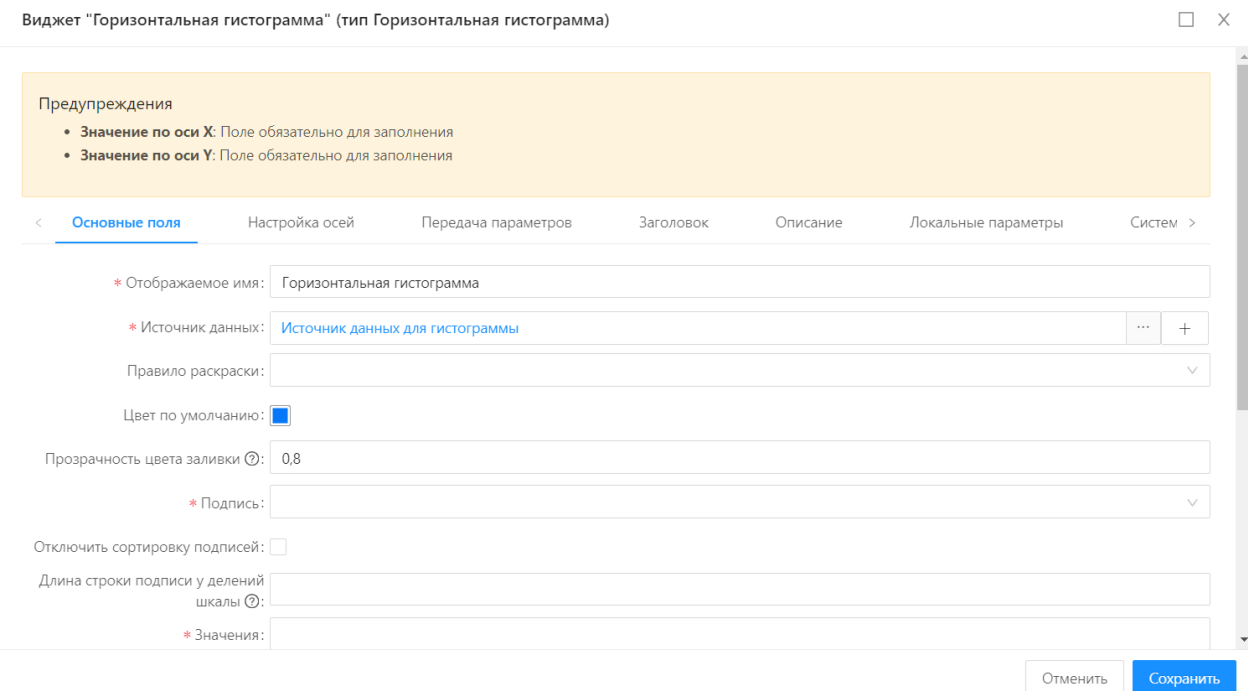 Виджет "Горизонтальная гистограмма" (тип Горизонтальная гистограмма)
Предупреждения
• Значение по оси X: Поле обязательно для заполнения
• Значение по оси Y: Поле обязательно для заполнения
< Основные поля Настройка осей Передача параметров Заголовок Описание Локальные параметры Систем >
* Отображаемое имя: Горизонтальная гистограмма
* Источник данных: Источник данных для гистограммы ... +
Правило раскраски:
Цвет по умолчанию:
Прозрачность цвета заливки ?: 0,8
* Подпись:
Отключить сортировку подписей:
Длина строки подписи у делений
шкалы ?:
* Значения:
Отменить Сохранить